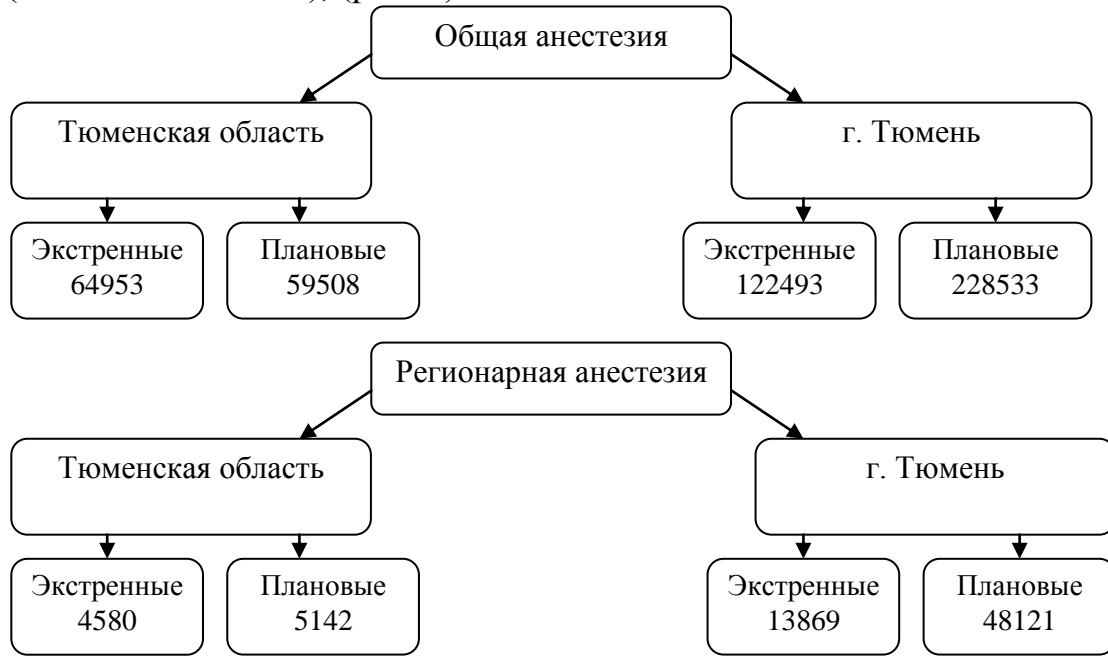 Общая анестезия
Тюменская область
г. Тюмень
Экстренные
64953
Плановые
59508
Экстренные
122493
Плановые
228533
Регионарная анестезия
Тюменская область
г. Тюмень
Экстренные
4580
Плановые
5142
Экстренные
13869
Плановые
48121